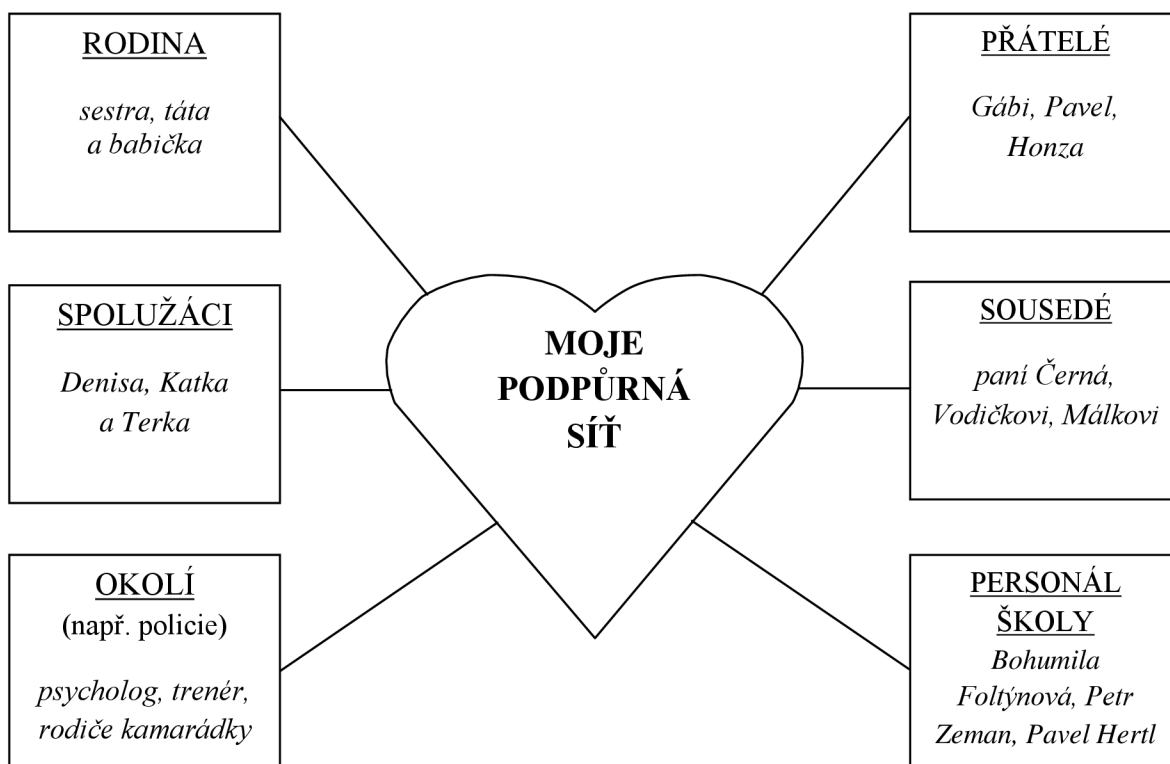 RODINA
sestra, táta
a babička
PŘÁTELÉ
Gábi, Pavel,
Honza
SPOLUŽÁCI
Denisa, Katka
a Terka
MOJE
PODPŮRNÁ
SÍŤ
SOUSEDÉ
paní Černá,
Vodičkovi, Málkovi
OKOLÍ
(např. policie)
psycholog, trenér,
rodiče kamarádky
PERSONÁL
ŠKOLY
Bohumila
Foltýnová, Petr
Zeman, Pavel Hertl